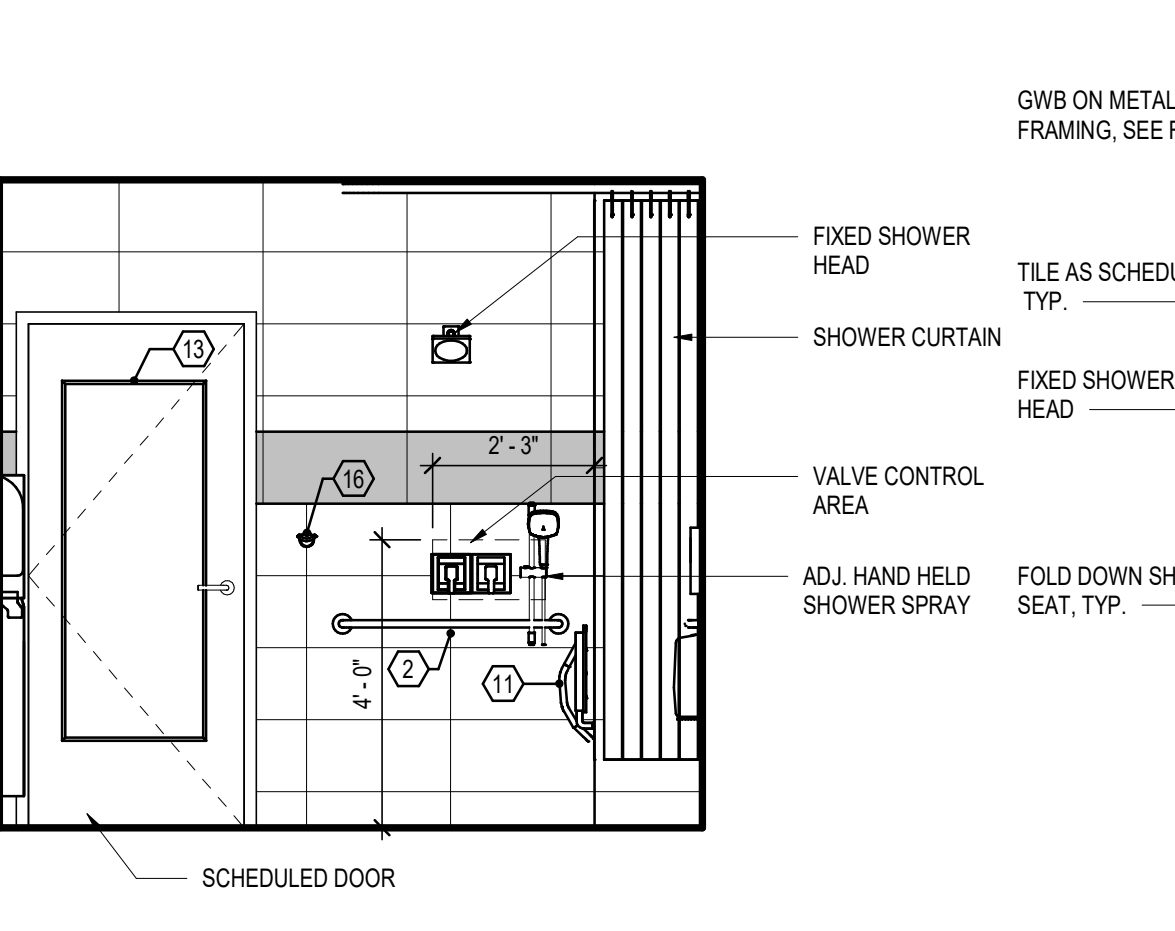 GWB ON METAL
FRAMING, SEE
FIXED SHOWER
HEAD
TILE AS SCHEDU
TYP.
SHOWER CURTAIN
13
FIXED SHOWER
HEAD
2' - 3"
16
VALVE CONTROL
AREA
ADJ. HAND HELD
SHOWER SPRAY
FOLD DOWN SH
SEAT, TYP.
2
11
4' - 0"
SCHEDULED DOOR